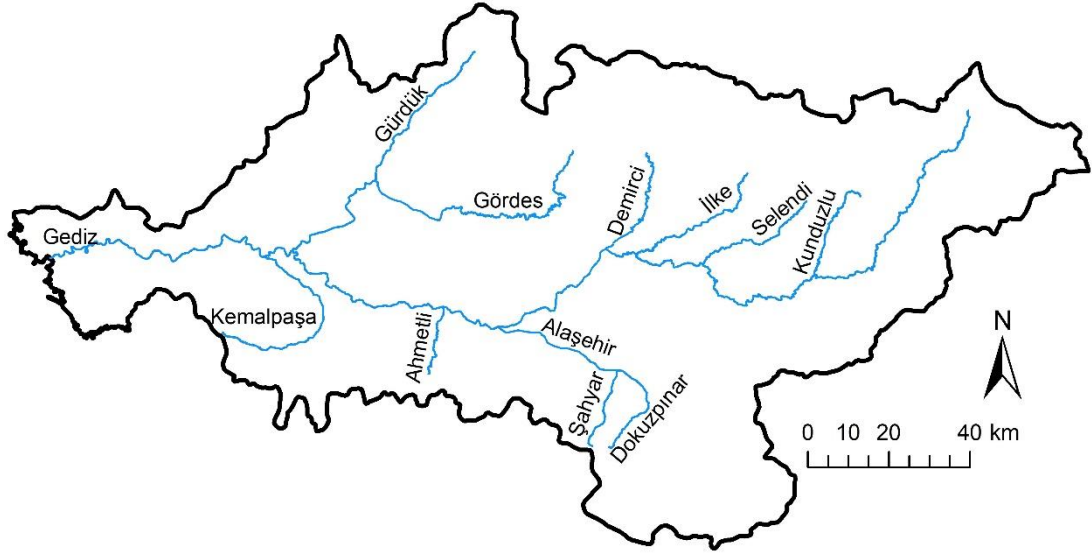 Gürdük
Gördes
Demirci
İlke
Selendi
Kunduzlu
Gediz
Kemalpaşa
Ahmetli
Alaşehir
Şahyar
Dokuzpınar
N
0 10 20 40 km